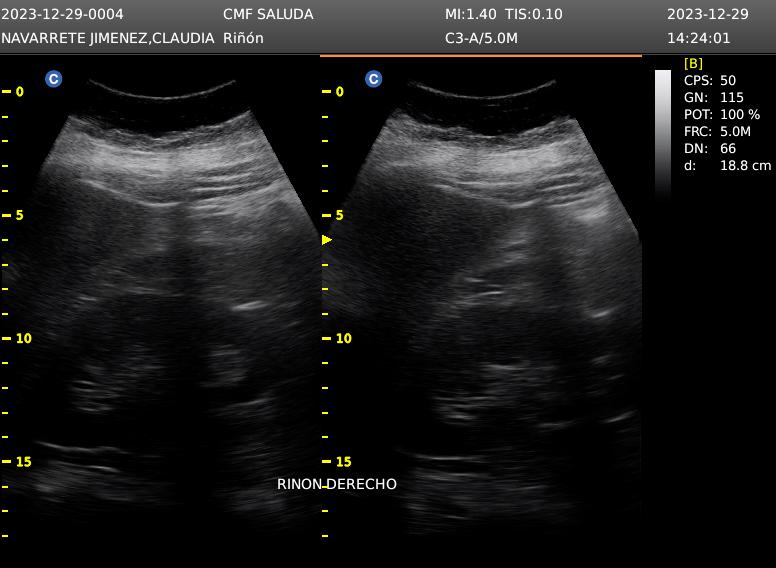 2023-12-29-0004 CMF SALUDA MI:1.40 TIS:0.10 2023-12-29
NAVARRETE JIMENEZ,CLAUDIA Riñón C3-A/5.0M 14:24:01
C C
0 0
5 5
10 10
15 15
[B]
CPS: 50
GN: 115
POT: 100 %
FRC: 5.0M
DN: 66
d: 18.8 cm
RINON DERECHO